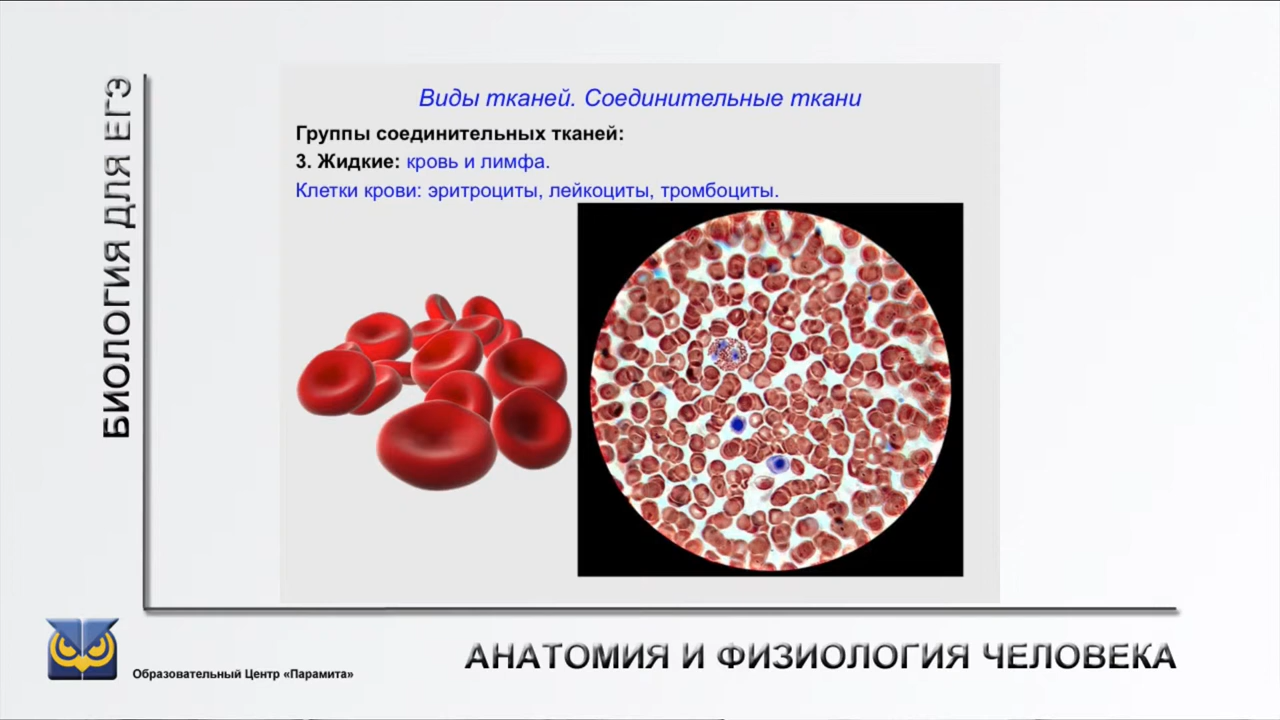 БИОЛОГИЯ ДЛЯ ЕГЭ
Виды тканей. Соединительные ткани
Группы соединительных тканей:
3. Жидкие: кровь и лимфа.
Клетки крови: эритроциты, лейкоциты, тромбоциты.
Образовательный Центр «Парамита»
АНАТОМИЯ И ФИЗИОЛОГИЯ ЧЕЛОВЕКА